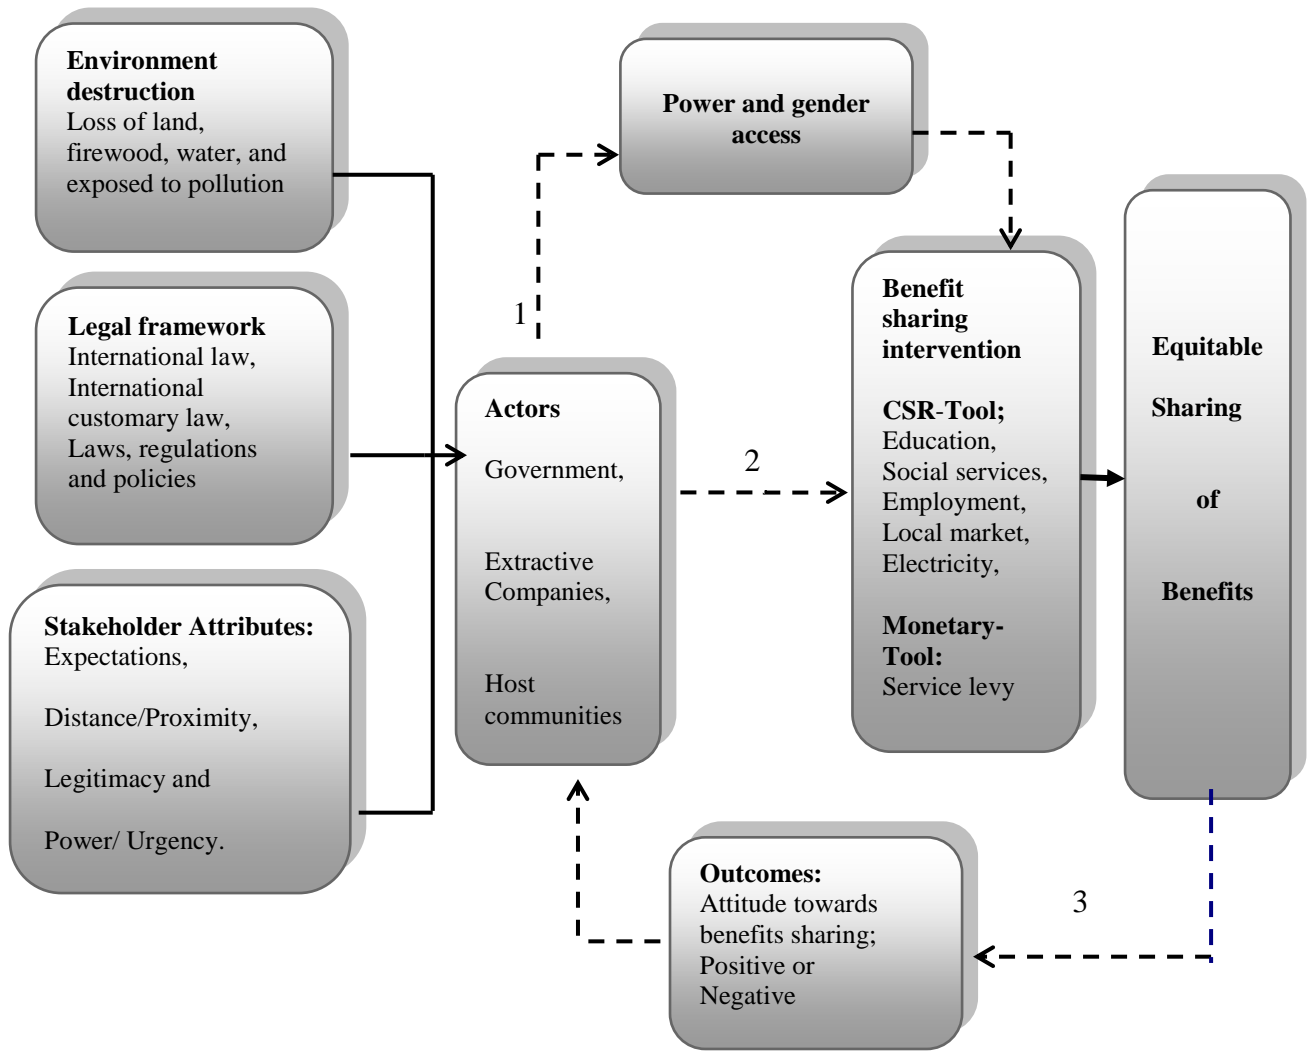 Environment
destruction
Loss of land,
firewood, water, and
exposed to pollution
Legal framework
International law,
International
customary law,
Laws, regulations
and policies
Stakeholder Attributes:
Expectations,
Distance/Proximity,
Legitimacy and
Power/ Urgency.
Actors
Government,
Extractive
Companies,
Host
communities
1
Power and gender
access
2
Benefit
sharing
intervention
CSR-Tool;
Education,
Social services,
Employment,
Local market,
Electricity,
Monetary-
Tool:
Service levy
Equitable
Sharing
of
Benefits
3
Outcomes:
Attitude towards
benefits sharing;
Positive or
Negative